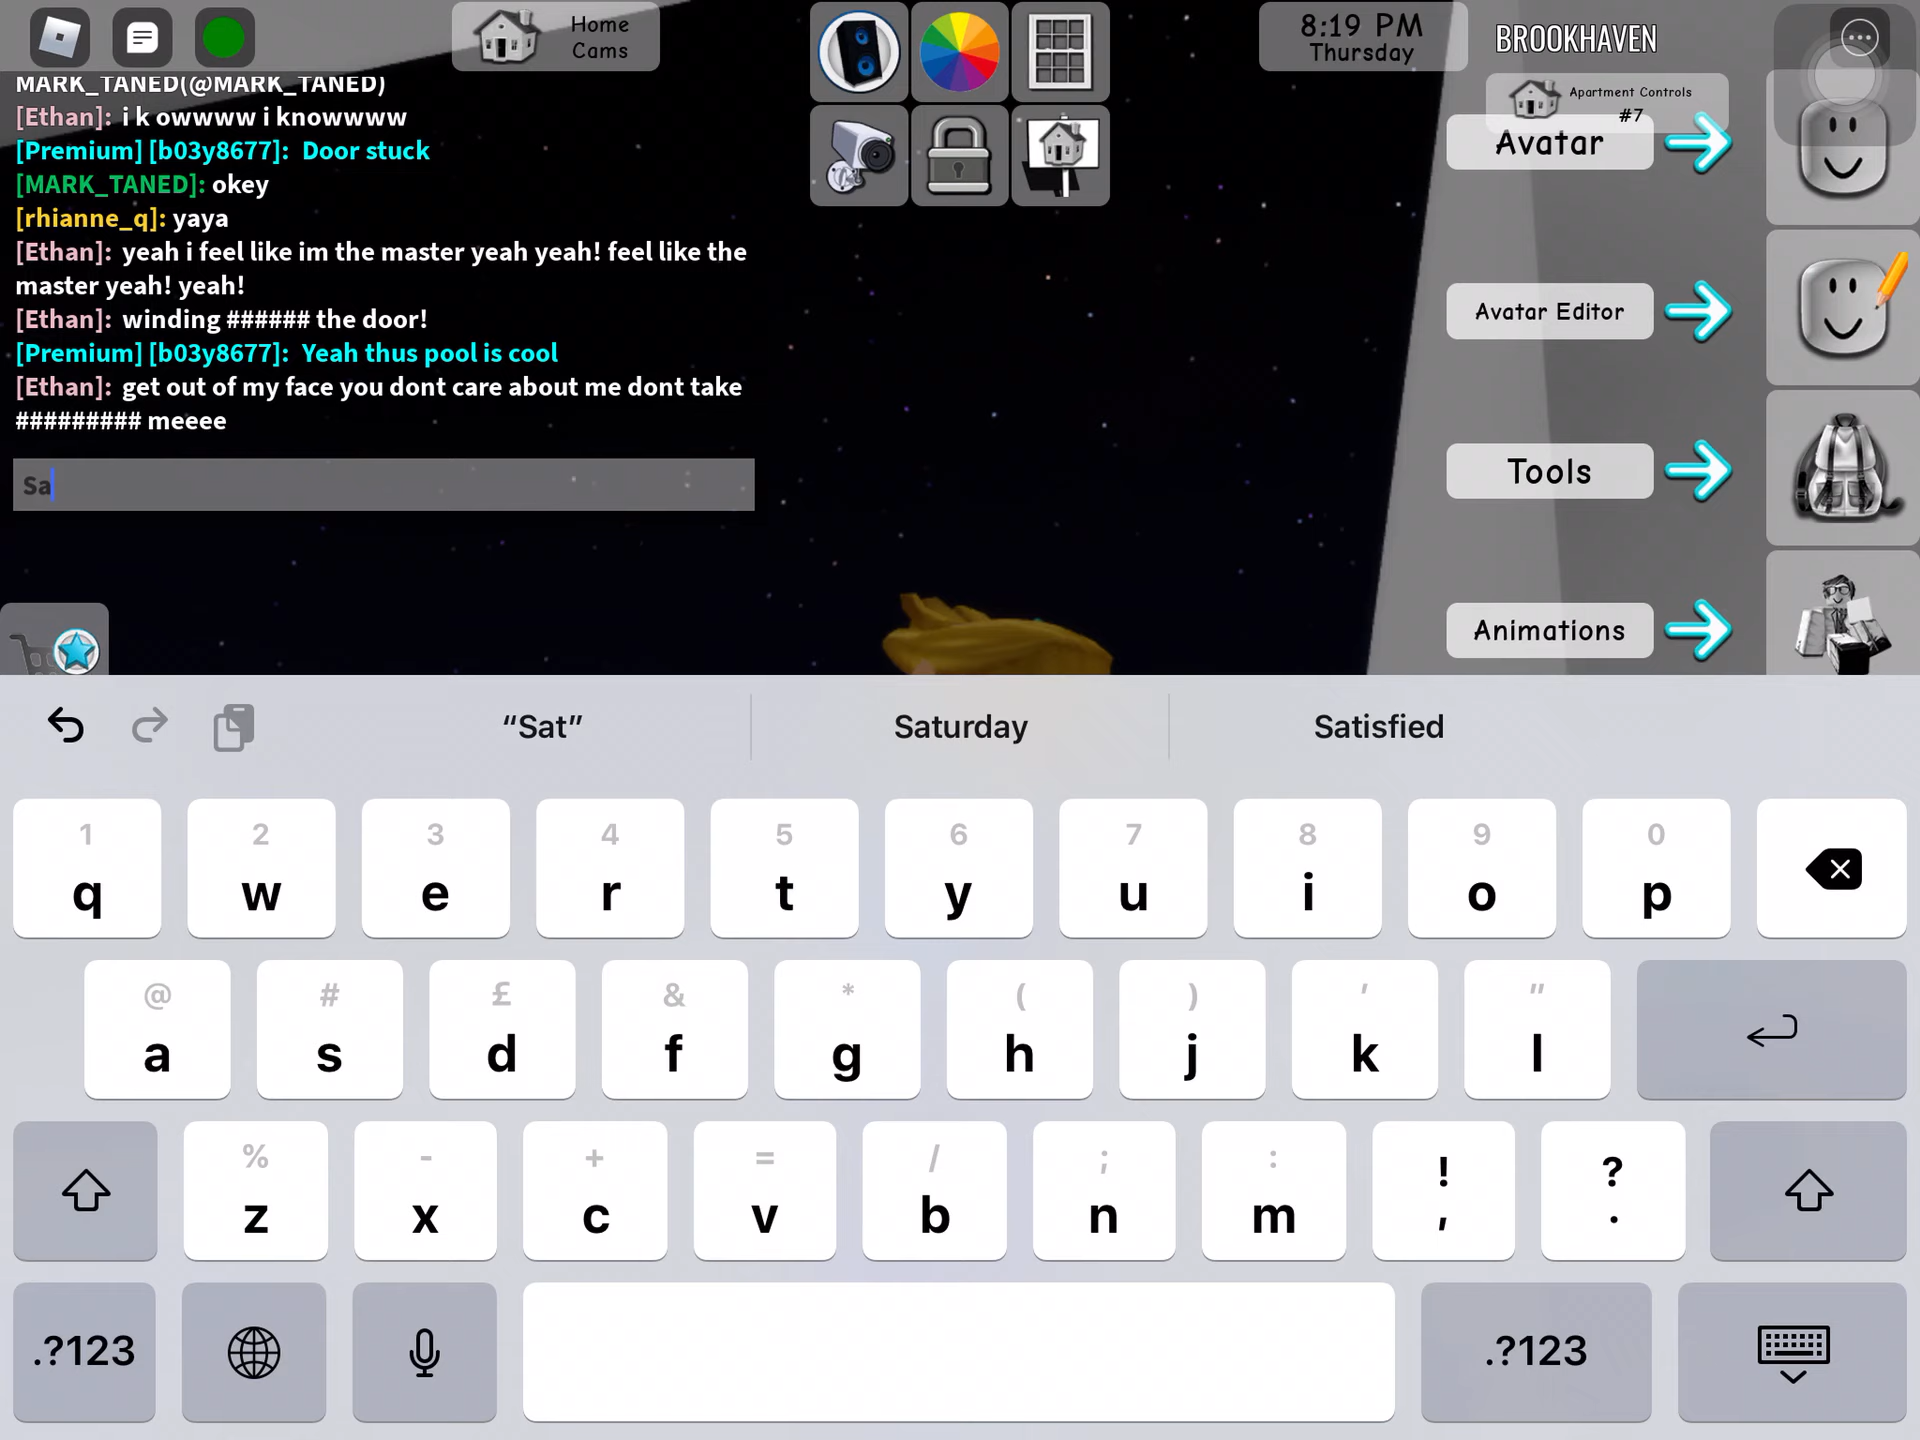 Home
Cams
8:19 PM
Thursday
BROOKHAVEN
Apartment Controls
#7
MARK_TANED(@MARK_TANED)
[Ethan]: i k owwww i knowwww
[Premium] [b03y8677]: Door stuck
[MARK_TANED]: okey
[rhianne_q]: yaya
[Ethan]: yeah i feel like im the master yeah yeah! feel like the
master yeah! yeah!
[Ethan]: winding ###### the door!
[Premium] [b03y8677]: Yeah thus pool is cool
[Ethan]: get out of my face you dont care about me dont take
######### meeee
Sa
Avatar
Avatar Editor
Tools
Animations
“Sat” Saturday Satisfied
1 2 3 4 5 6 7 8 9 0
q w e r t y u i o p
@ # £ & * ( ) ' "
a s d f g h j k l
% - + = / ; : ! ?
z x c v b n m , .
.?123 .?123